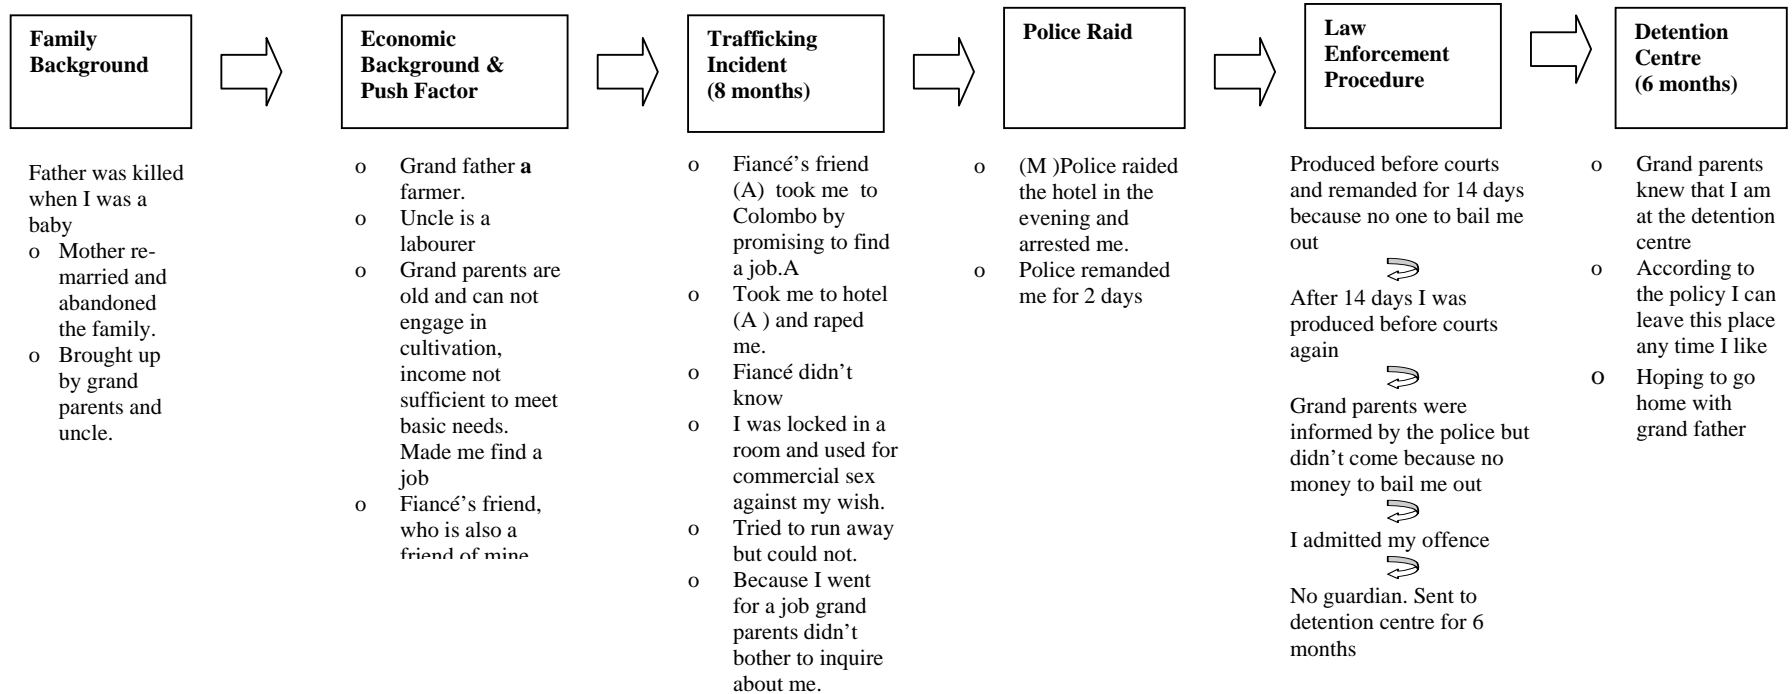 Family
Background
Economic
Background &
Push Factor
Trafficking
Incident
(8 months)
Police Raid
Law
Enforcement
Procedure
Detention
Centre
(6 months)
Father was killed
when I was a
baby
o Mother re-
married and
abandoned
the family.
o Brought up
by grand
parents and
uncle.
o Grand father a
farmer.
o Uncle is a
labourer
o Grand parents are
old and can not
engage in
cultivation,
income not
sufficient to meet
basic needs.
Made me find a
job
o Fiancé’s friend,
who is also a
friend of mine
o Fiancé’s friend
(A) took me to
Colombo by
promising to find
a job.A
o Took me to hotel
(A ) and raped
me.
o Fiancé didn’t
know
o I was locked in a
room and used for
commercial sex
against my wish.
o Tried to run away
but could not.
o Because I went
for a job grand
parents didn’t
bother to inquire
about me.
o (M )Police raided
the hotel in the
evening and
arrested me.
o Police remanded
me for 2 days
Produced before courts
and remanded for 14 days
because no one to bail me
out
After 14 days I was
produced before courts
again
Grand parents were
informed by the police but
didn’t come because no
money to bail me out
I admitted my offence
No guardian. Sent to
detention centre for 6
months
o Grand parents
knew that I am
at the detention
centre
o According to
the policy I can
leave this place
any time I like
o Hoping to go
home with
grand father